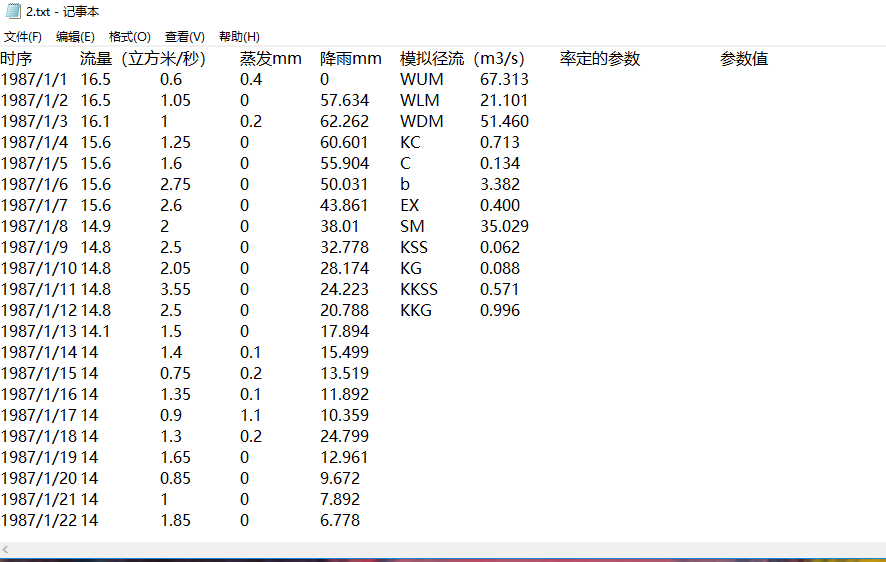 2.txt - 记事本
文件(F) 编辑(E) 格式(O) 查看(V) 帮助(H)
时序 流量（立方米/秒） 蒸发mm 降雨mm 模拟径流（m3/s） 率定的参数 参数值
1987/1/1 16.5 0.6 0.4 0 WUM 67.313
1987/1/2 16.5 1.05 0 57.634 WLM 21.101
1987/1/3 16.1 1 0.2 62.262 WDM 51.460
1987/1/4 15.6 1.25 0 60.601 KC 0.713
1987/1/5 15.6 1.6 0 55.904 C 0.134
1987/1/6 15.6 2.75 0 50.031 b 3.382
1987/1/7 15.6 2.6 0 43.861 EX 0.400
1987/1/8 14.9 2 0 38.01 SM 35.029
1987/1/9 14.8 2.5 0 32.778 KSS 0.062
1987/1/10 14.8 2.05 0 28.174 KG 0.088
1987/1/11 14.8 3.55 0 24.223 KKSS 0.571
1987/1/12 14.8 2.5 0 20.788 KKG 0.996
1987/1/13 14.1 1.5 0 17.894
1987/1/14 14 1.4 0.1 15.499
1987/1/15 14 0.75 0.2 13.519
1987/1/16 14 1.35 0.1 11.892
1987/1/17 14 0.9 1.1 10.359
1987/1/18 14 1.3 0.2 24.799
1987/1/19 14 1.65 0 12.961
1987/1/20 14 0.85 0 9.672
1987/1/21 14 1 0 7.892
1987/1/22 14 1.85 0 6.778